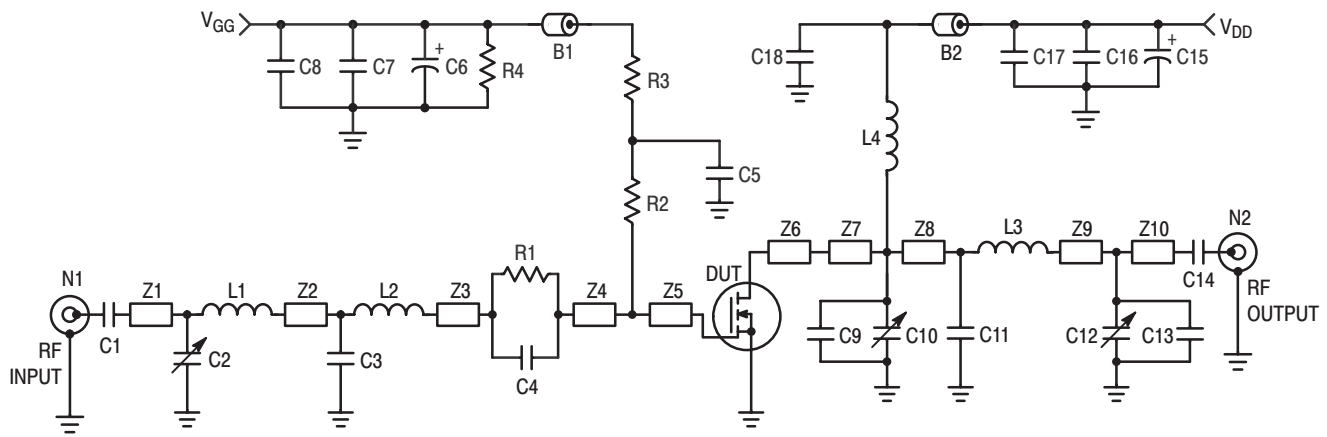 V_GG
B1
C8
C7
+
C6
R4
R3
C5
R2
C18
B2
V_DD
C17
C16
+
C15
L4
N1
RF
INPUT
C1
Z1
L1
Z2
L2
Z3
R1
C4
Z4
Z5
C2
C3
DUT
Z6
Z7
Z8
L3
Z9
Z10
C14
N2
RF
OUTPUT
C9
C10
C11
C12
C13